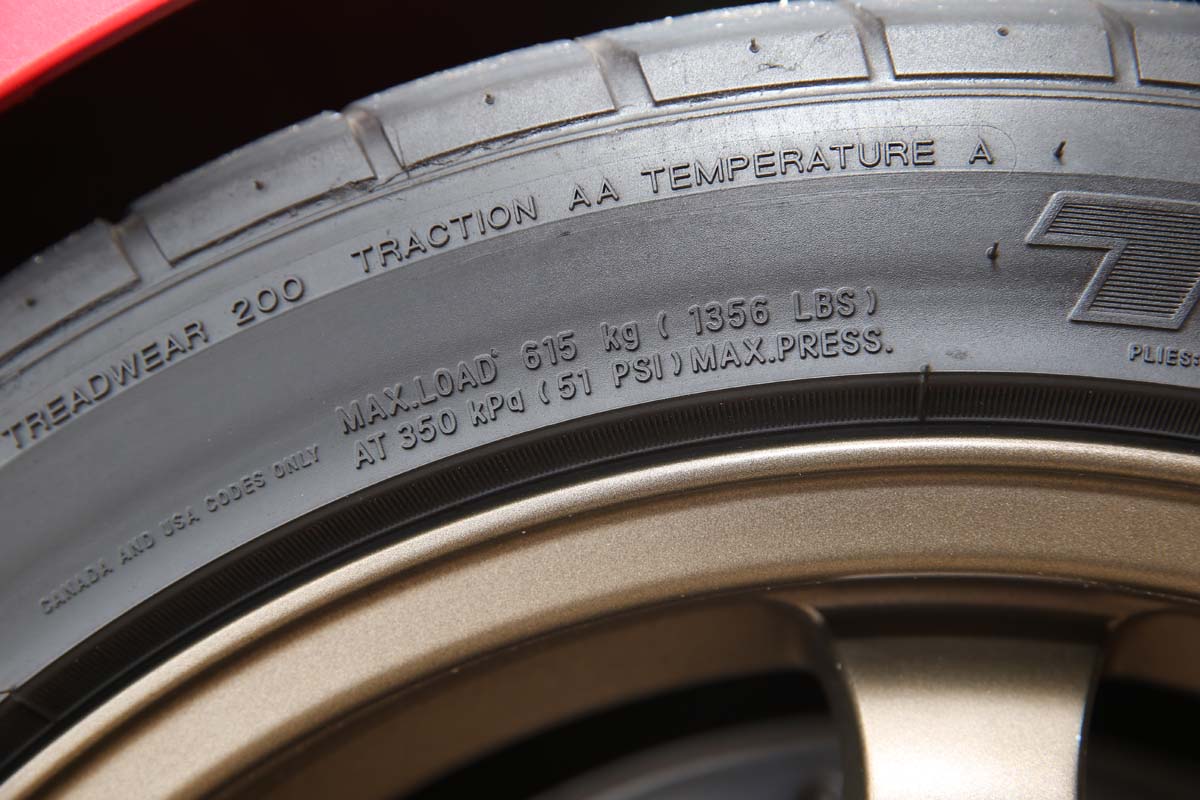 TREADWEAR 200 TRACTION AA TEMPERATURE A
MAX.LOAD 615 kg ( 1356 LBS )
AT 350 kPa (51 PSI) MAX.PRESS.
CANADA AND USA CODES ONLY
T
PLIES: